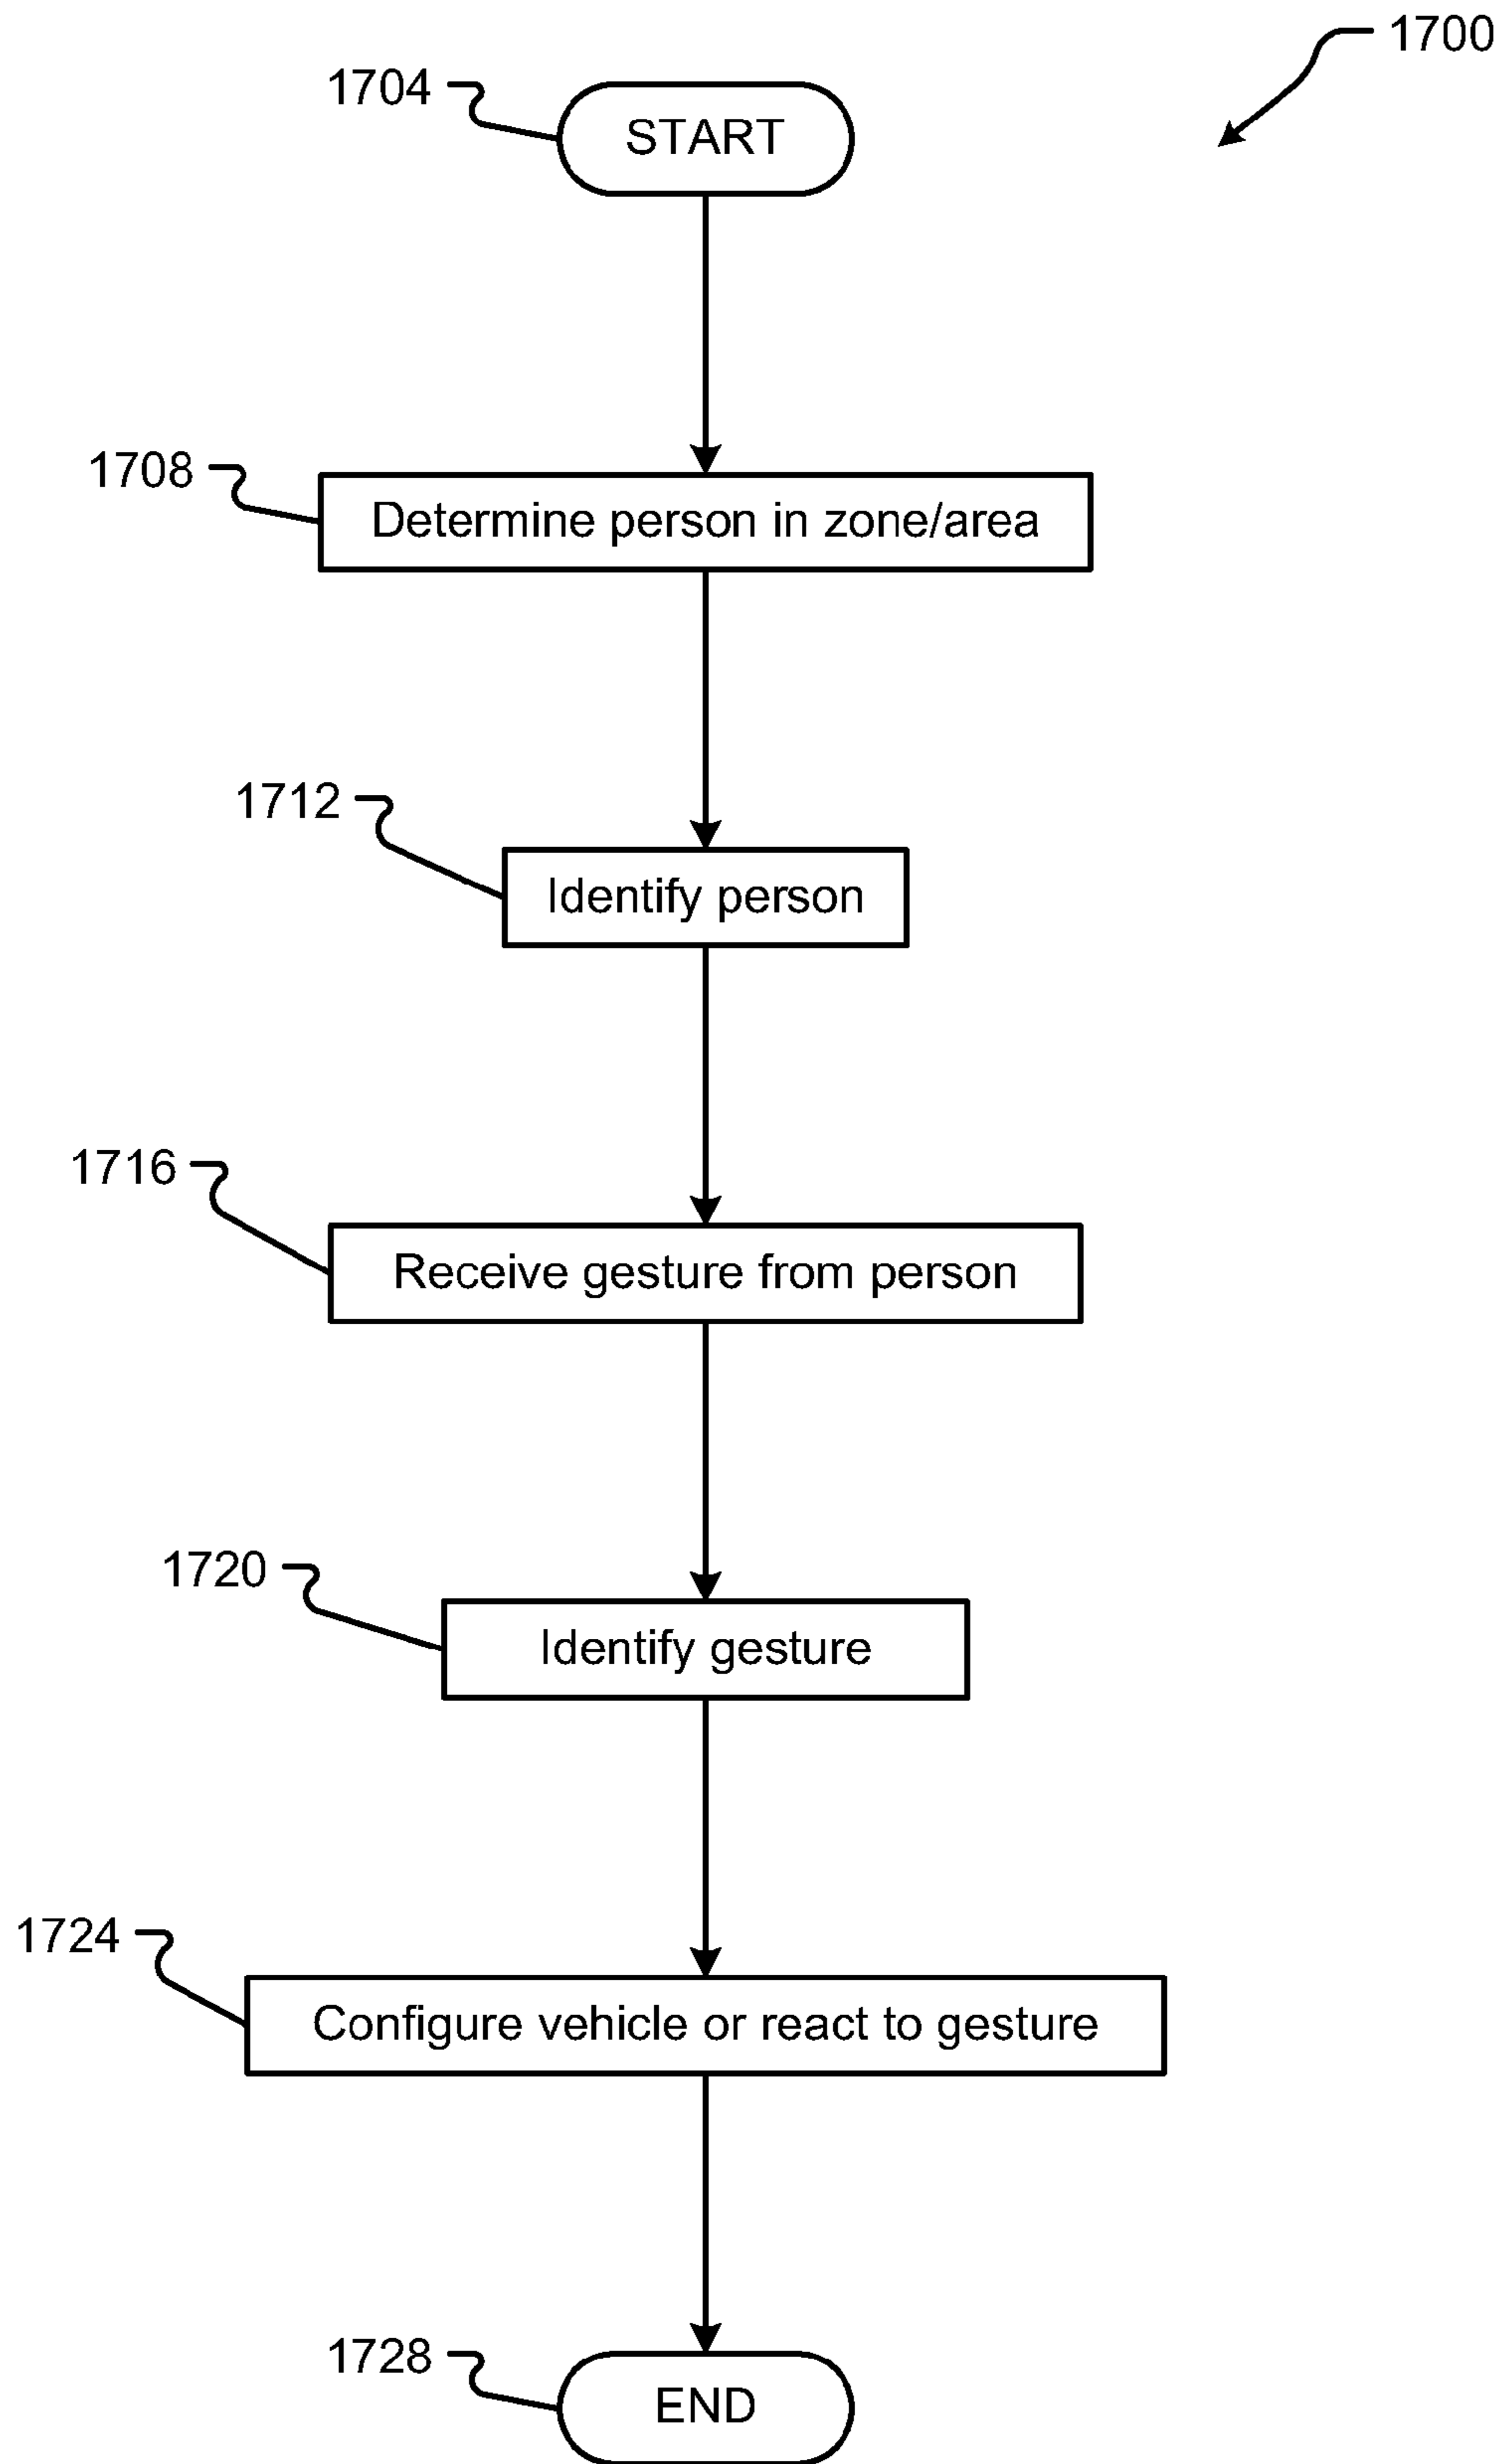 1700
1704
START
1708
Determine person in zone/area
1712
Identify person
1716
Receive gesture from person
1720
Identify gesture
1724
Configure vehicle or react to gesture
1728
END